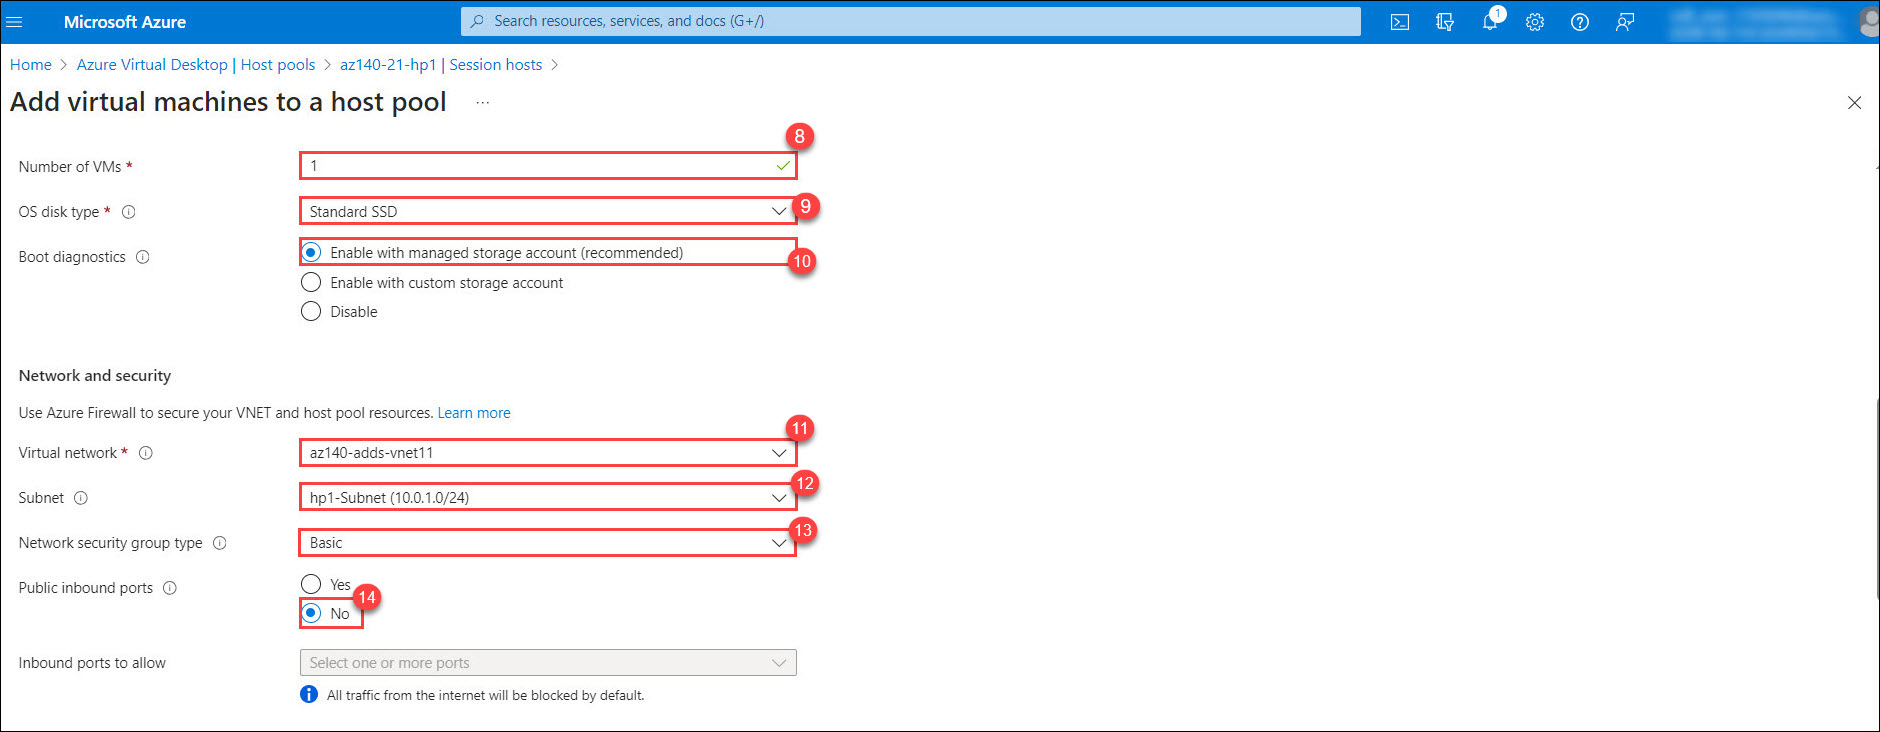 Microsoft Azure
Search resources, services, and docs (G+/)
1
Home > Azure Virtual Desktop | Host pools > az140-21-hp1 | Session hosts >
Add virtual machines to a host pool ...
8
Number of VMs * 1
OS disk type * Standard SSD 9
Boot diagnostics Enable with managed storage account (recommended) 10
Enable with custom storage account
Disable
Network and security
Use Azure Firewall to secure your VNET and host pool resources. Learn more
11
Virtual network * az140-adds-vnet11
12
Subnet hp1-Subnet (10.0.1.0/24)
13
Network security group type Basic
Public inbound ports Yes
14
No
Inbound ports to allow Select one or more ports
All traffic from the internet will be blocked by default.